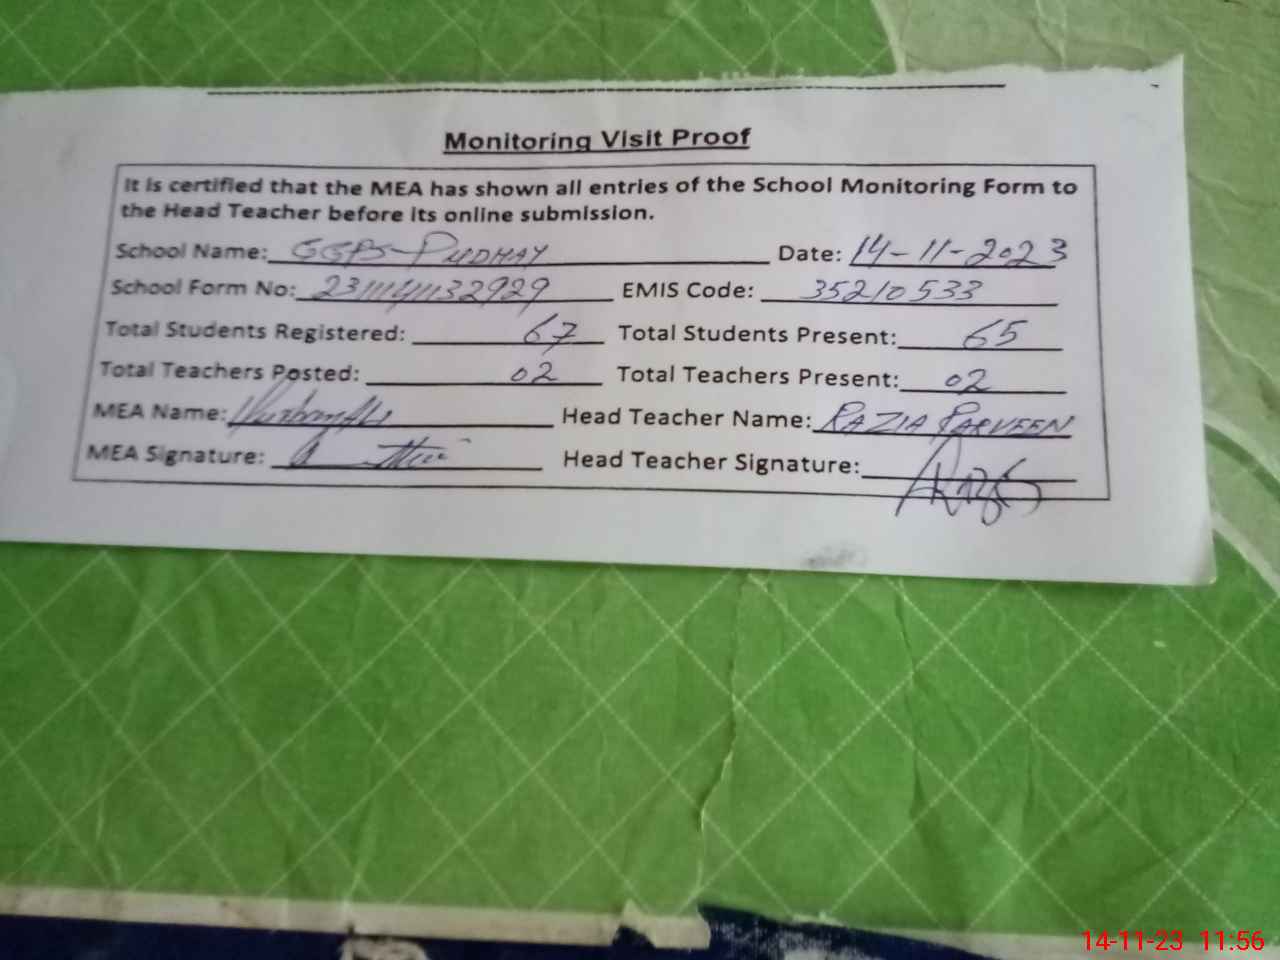 Monitoring Visit Proof
It is certified that the MEA has shown all entries of the School Monitoring Form to
the Head Teacher before its online submission.
School Name: GGPS-PUDHAY Date: 14-11-2023
School Form No: EMIS Code: 35210533
Total Students Registered: 67 Total Students Present: 65
Total Teachers Posted: 02 Total Teachers Present: 02
MEA Name: Head Teacher Name: RAZIA PARVEEN
MEA Signature: Head Teacher Signature:
14-11-23 11:56